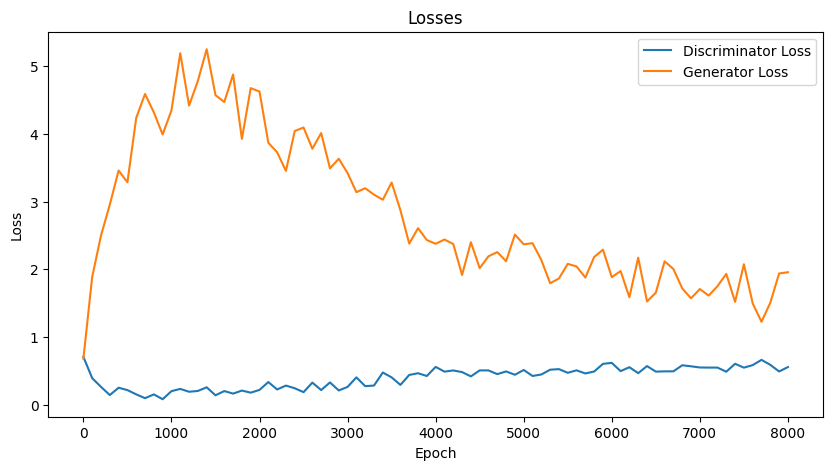 Losses
Discriminator Loss
Generator Loss
Loss
5
4
3
2
1
0
0 1000 2000 3000 4000 5000 6000 7000 8000
Epoch